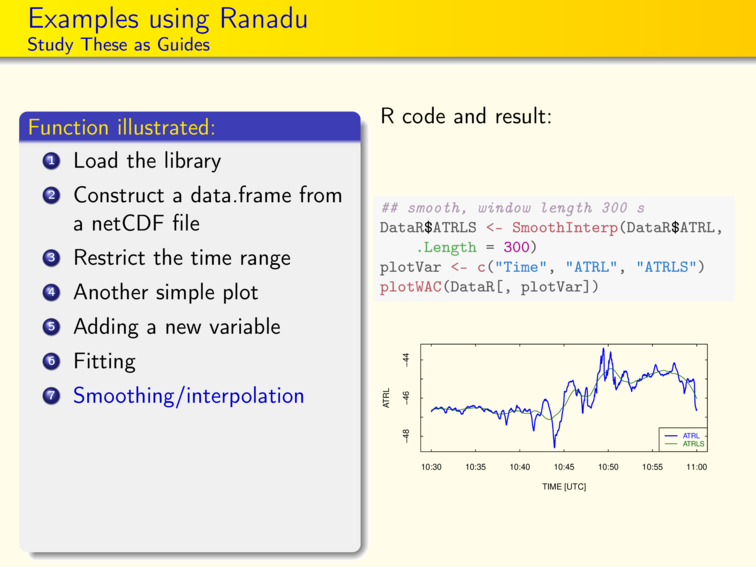 Examples using Ranadu
Study These as Guides
Function illustrated:
1 Load the library
2 Construct a data.frame from
a netCDF file
3 Restrict the time range
4 Another simple plot
5 Adding a new variable
6 Fitting
7 Smoothing/interpolation
R code and result:
## smooth, window length 300 s
DataR$ATRLS <- SmoothInterp(DataR$ATRL,
.Length = 300)
plotVar <- c("Time", "ATRL", "ATRLS")
plotWAC(DataR[, plotVar])
-44
-46
-48
ATRL
ATRL
ATRLS
10:30 10:35 10:40 10:45 10:50 10:55 11:00
TIME [UTC]